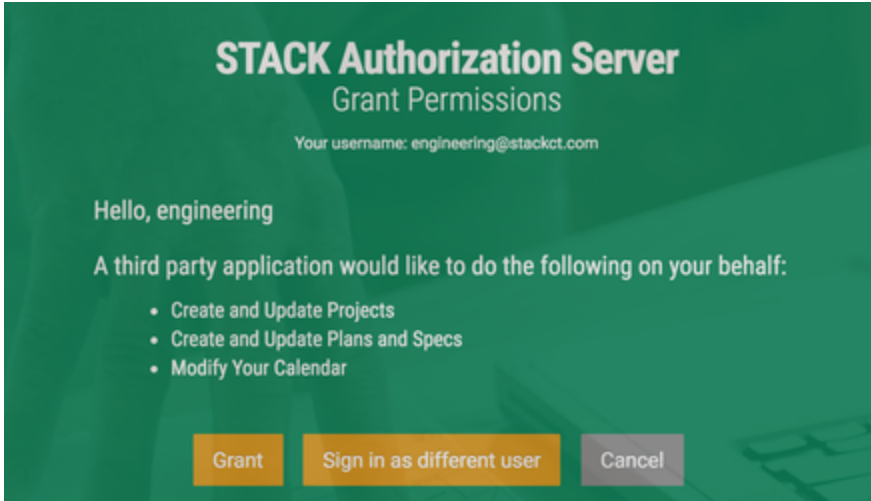 STACK Authorization Server
Grant Permissions
Your username: engineering@stackct.com
Hello, engineering
A third party application would like to do the following on your behalf:
• Create and Update Projects
• Create and Update Plans and Specs
• Modify Your Calendar
Grant Sign in as different user Cancel